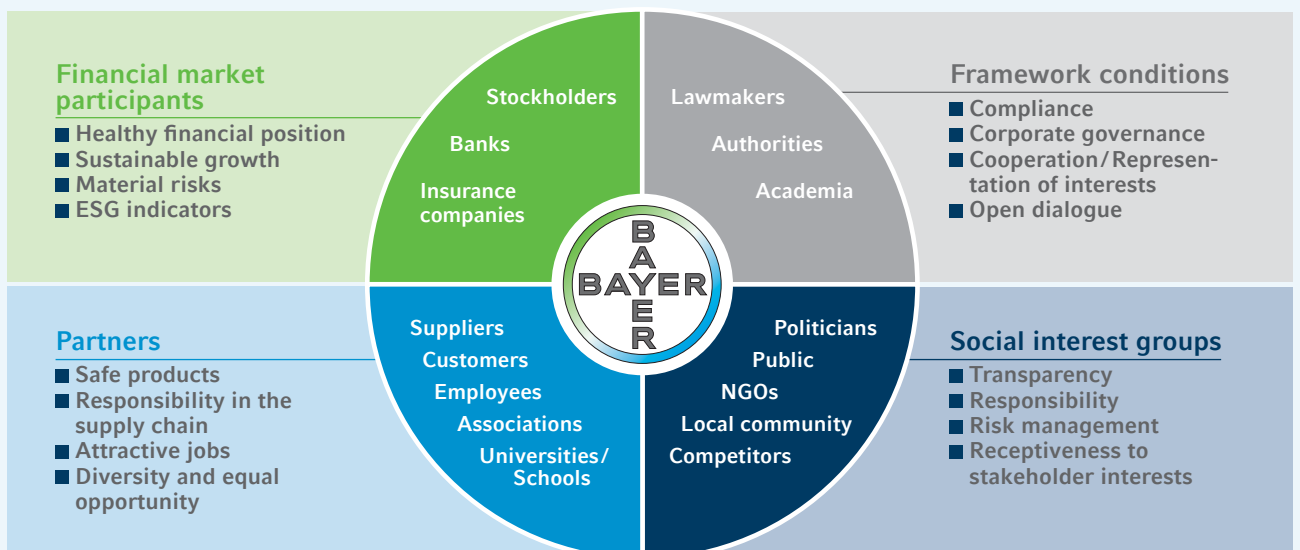 Financial market
participants
■ Healthy financial position
■ Sustainable growth
■ Material risks
■ ESG indicators
Stockholders
Banks
Insurance
companies
Lawmakers
Authorities
Academia
Framework conditions
■ Compliance
■ Corporate governance
■ Cooperation/Represen-
tation of interests
■ Open dialogue
BAYER
BAYER
Partners
■ Safe products
■ Responsibility in the
supply chain
■ Attractive jobs
■ Diversity and equal
opportunity
Suppliers
Customers
Employees
Associations
Universities/
Schools
Politicians
Public
NGOs
Local community
Competitors
Social interest groups
■ Transparency
■ Responsibility
■ Risk management
■ Receptiveness to
stakeholder interests